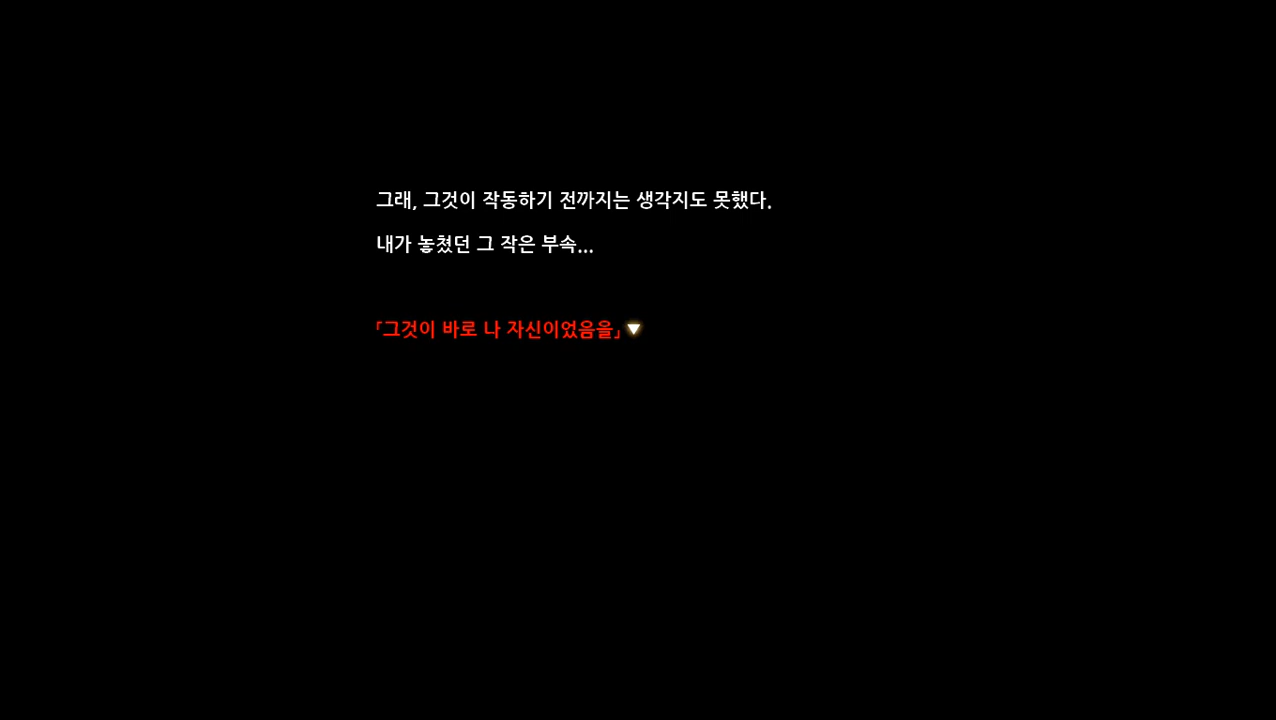 그래, 그것이 작동하기 전까지는 생각지도 못했다.
내가 놓쳤던 그 작은 부속...
「그것이 바로 나 자신이었음을」